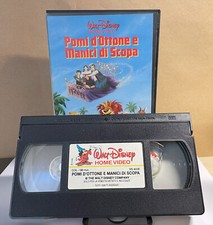 Walt Disney
Pomi d'Ottone e
Manici di Scopa
Walt Disney
HOME VIDEO
POMI D'OTTONE E MANICI DI SCOPA
© THE WALT DISNEY COMPANY